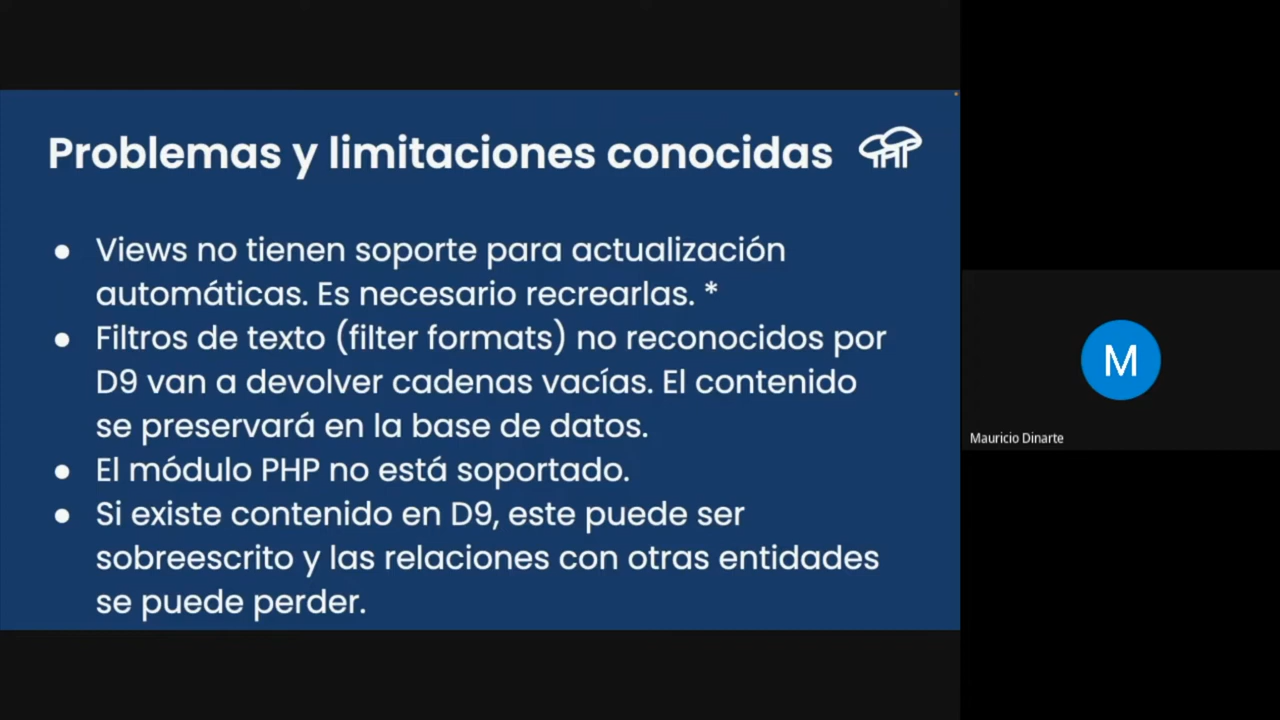 Problemas y limitaciones conocidas
● Views no tienen soporte para actualización
automáticas. Es necesario recrearlas. *
● Filtros de texto (filter formats) no reconocidos por
D9 van a devolver cadenas vacías. El contenido
se preservará en la base de datos.
● El módulo PHP no está soportado.
● Si existe contenido en D9, este puede ser
sobreescrito y las relaciones con otras entidades
se puede perder.
M
Mauricio Dinarte